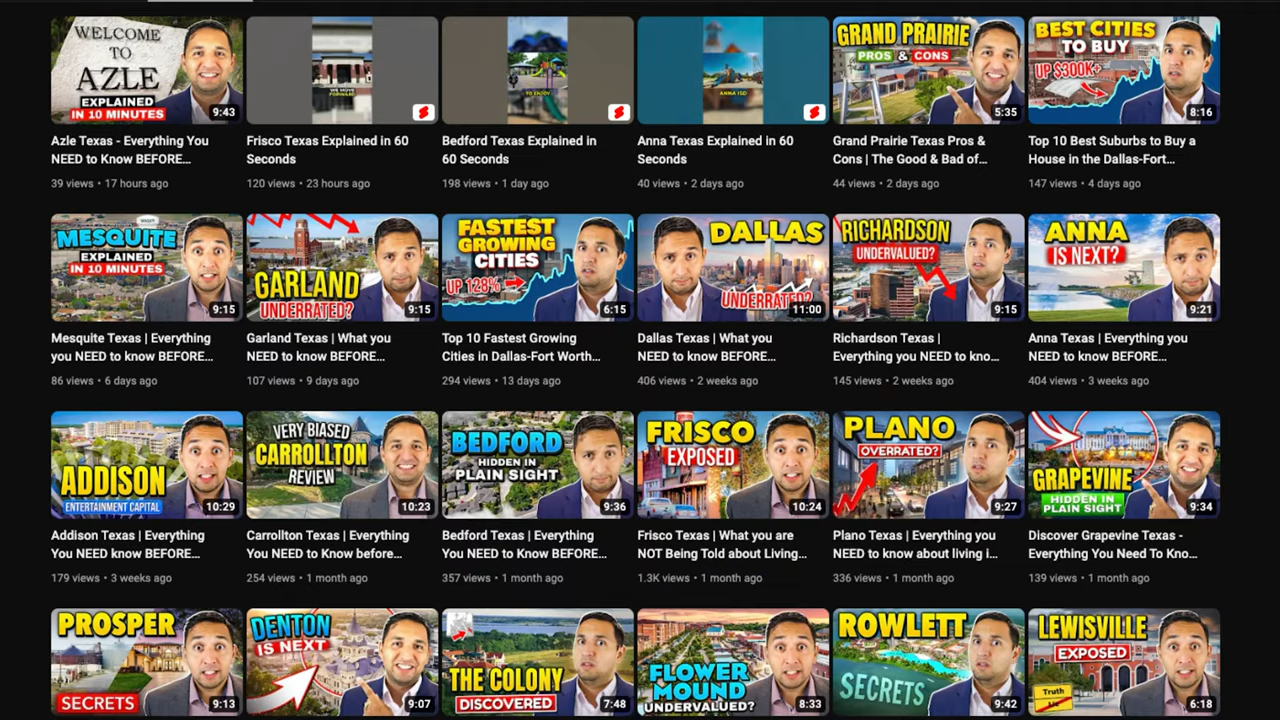 WELCOME
TO
AZLE
EXPLAINED
IN 10 MINUTES
9:43
WE MOVE
FORWARD
TO ENJOY
ANNA ISD
GRAND PRAIRIE
PROS & CONS
5:35
BEST CITIES
TO BUY
UP $300K+
8:16
Azle Texas - Everything You
NEED to Know BEFORE...
39 views • 17 hours ago
Frisco Texas Explained in 60
Seconds
120 views • 23 hours ago
Bedford Texas Explained in
60 Seconds
198 views • 1 day ago
Anna Texas Explained in 60
Seconds
40 views • 2 days ago
Grand Prairie Texas Pros &
Cons | The Good & Bad of...
44 views • 2 days ago
Top 10 Best Suburbs to Buy a
House in the Dallas-Fort...
147 views • 4 days ago
MESQUITE
EXPLAINED
IN 10 MINUTES
9:15
GARLAND
UNDERRATED?
9:15
FASTEST
GROWING
CITIES
UP 128%
6:15
DALLAS
UNDERRATED?
11:00
RICHARDSON
UNDERVALUED?
9:15
ANNA
IS NEXT?
9:21
Mesquite Texas | Everything
you NEED to know BEFORE...
86 views • 6 days ago
Garland Texas | What you
NEED to know BEFORE...
107 views • 9 days ago
Top 10 Fastest Growing
Cities in Dallas-Fort Worth...
294 views • 13 days ago
Dallas Texas | What you
NEED to know BEFORE...
406 views • 2 weeks ago
Richardson Texas |
Everything you NEED to kno...
145 views • 2 weeks ago
Anna Texas | Everything you
NEED to know BEFORE...
404 views • 3 weeks ago
ADDISON
ENTERTAINMENT CAPITAL
10:29
VERY BIASED
CARROLLTON
REVIEW
10:23
BEDFORD
HIDDEN IN
PLAIN SIGHT
9:36
FRISCO
EXPOSED
10:24
PLANO
OVERRATED?
9:27
GRAPEVINE
HIDDEN IN
PLAIN SIGHT
9:34
Addison Texas | Everything
You NEED know BEFORE...
179 views • 3 weeks ago
Carrollton Texas | Everything
You NEED to Know before...
254 views • 1 month ago
Bedford Texas | Everything
You NEED to Know BEFORE...
357 views • 1 month ago
Frisco Texas | What you are
NOT Being Told about Living...
1.3K views • 1 month ago
Plano Texas | Everything you
NEED to know about living i...
336 views • 1 month ago
Discover Grapevine Texas -
Everything You Need To Kno...
139 views • 1 month ago
PROSPER
SECRETS
9:13
DENTON
IS NEXT
9:07
THE COLONY
DISCOVERED
7:48
FLOWER
MOUND
UNDERVALUED?
8:33
ROWLETT
SECRETS
9:42
LEWISVILLE
EXPOSED
Truth
6:18